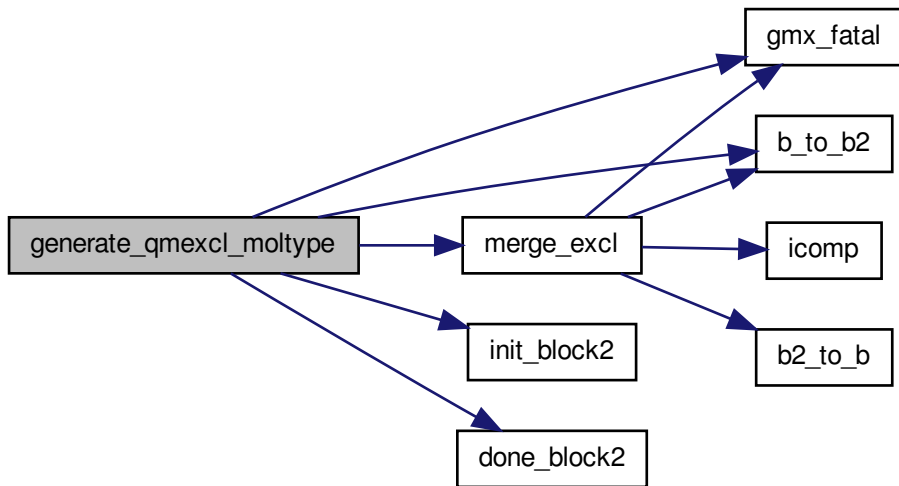 gmx_fatal
b_to_b2
generate_qmexcl_moltype
merge_excl
icomp
init_block2
b2_to_b
done_block2